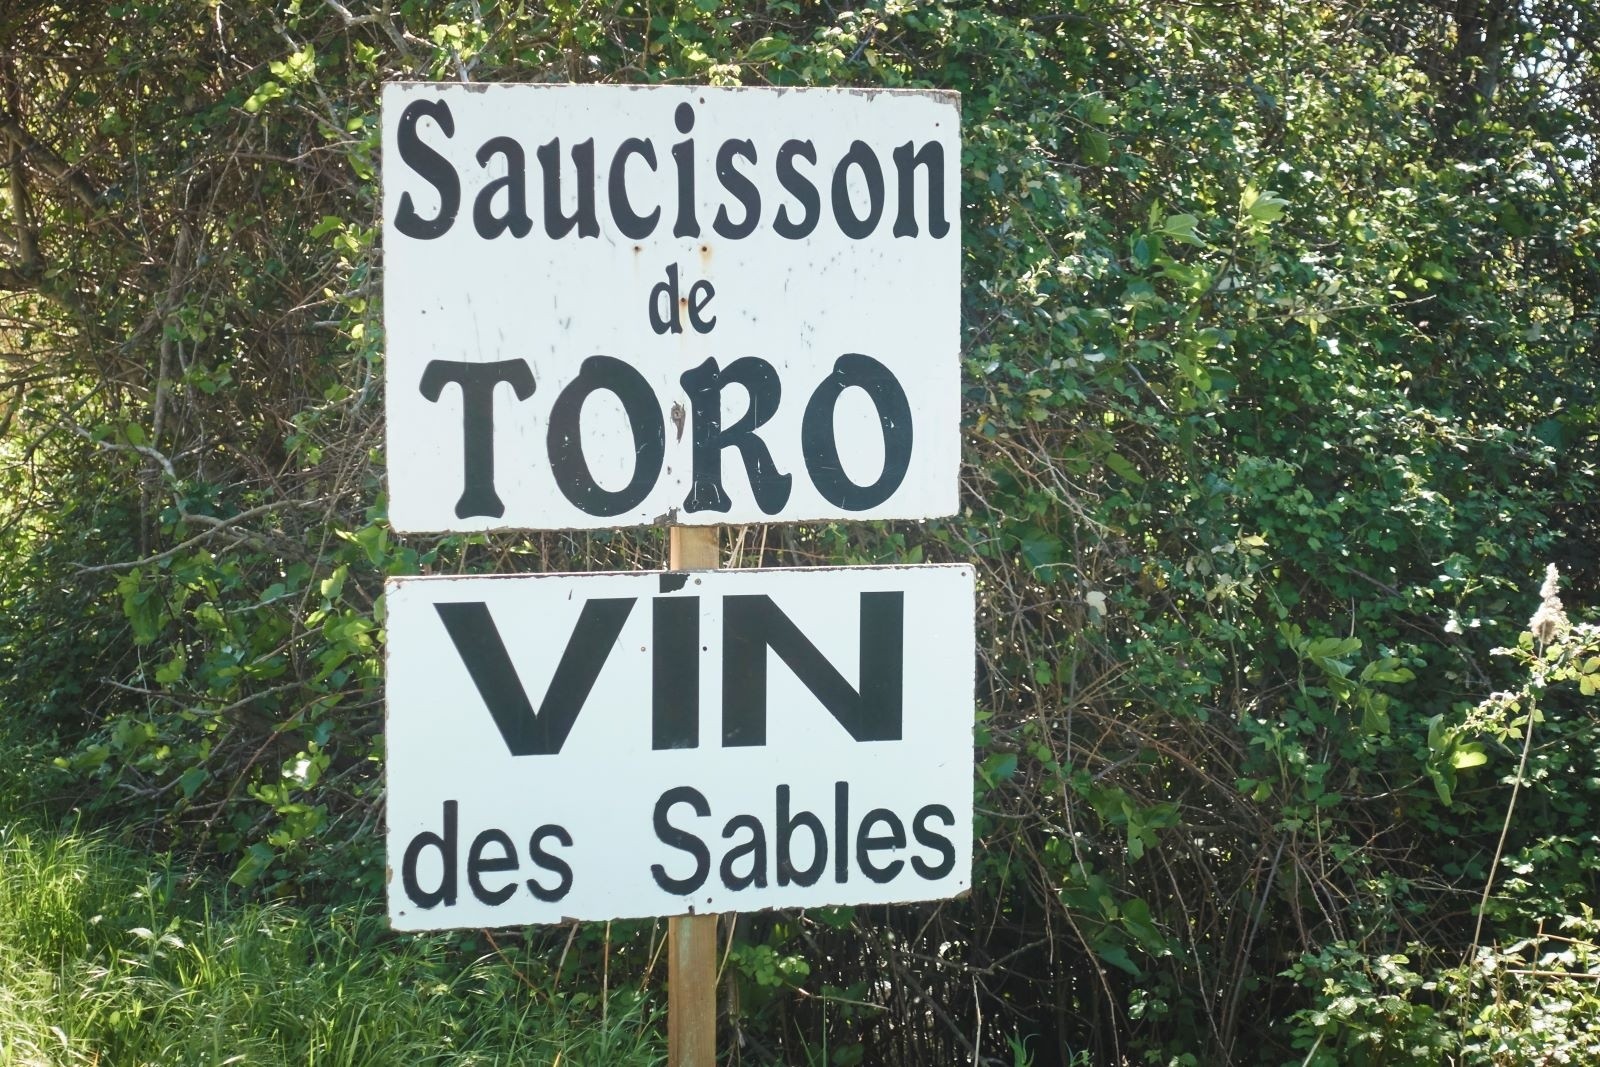 Saucisson
de
TORO
VIN
des Sables